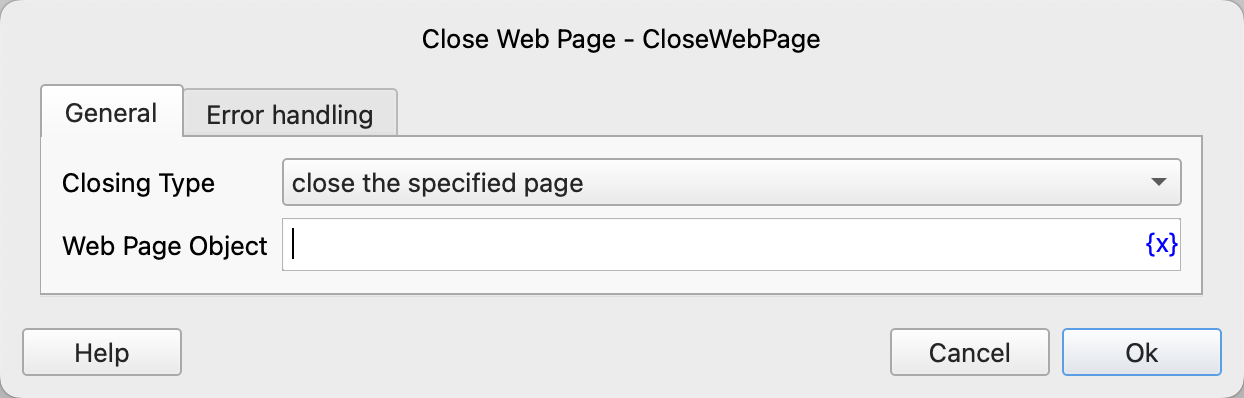 Close Web Page - CloseWebPage
General
Error handling
Closing Type
close the specified page
Web Page Object
{x}
Help
Cancel
Ok